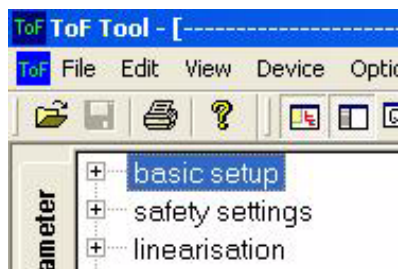 ToF ToF Tool - [--------------------
ToF File Edit View Device
basic setup
safety settings
linearisation